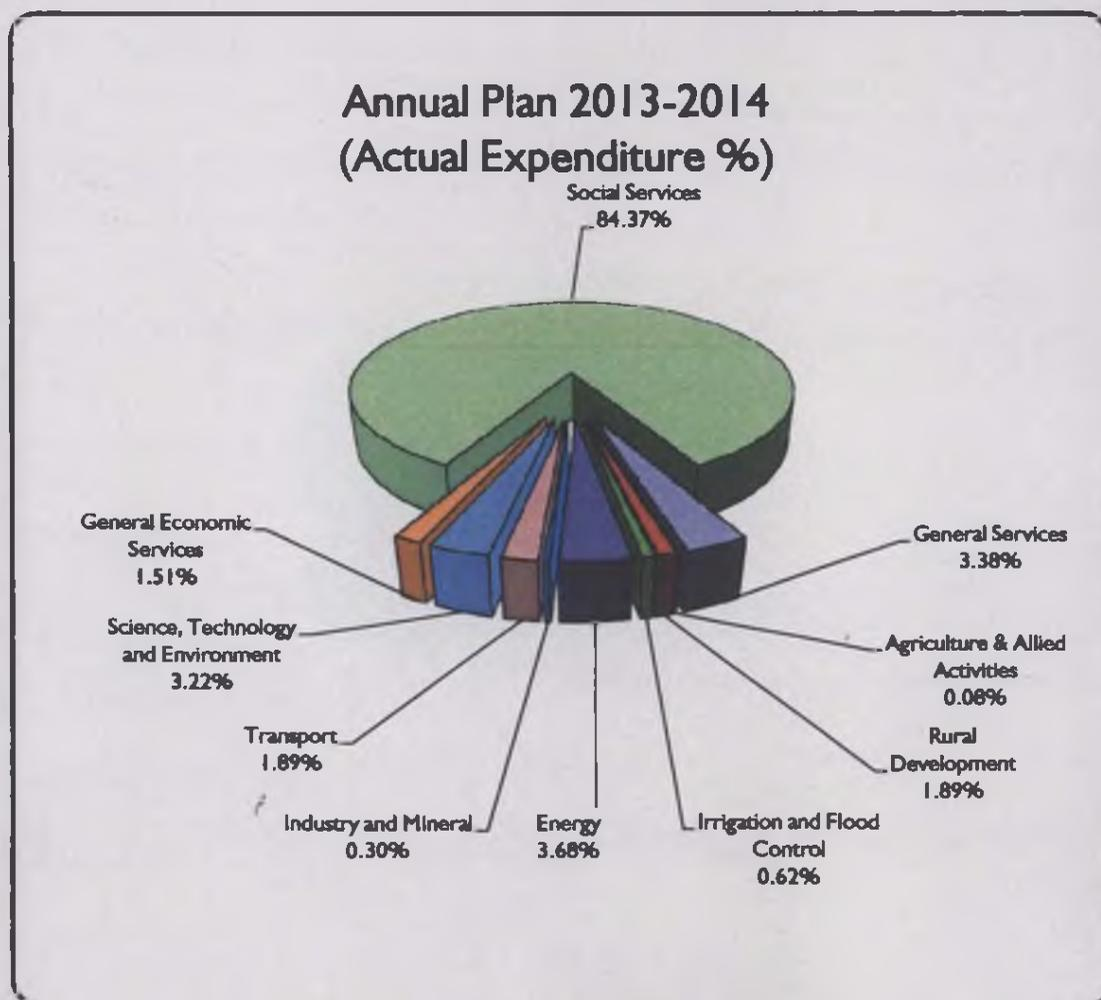 Annual Plan 2013-2014
(Actual Expenditure %)
Social Services
84.37%
General Economic
Services
1.51%
Science, Technology
and Environment
3.22%
Transport
1.89%
Industry and Mineral
0.30%
Energy
3.68%
Irrigation and Flood
Control
0.62%
Rural
Development
1.89%
Agriculture & Allied
Activities
0.08%
General Services
3.38%